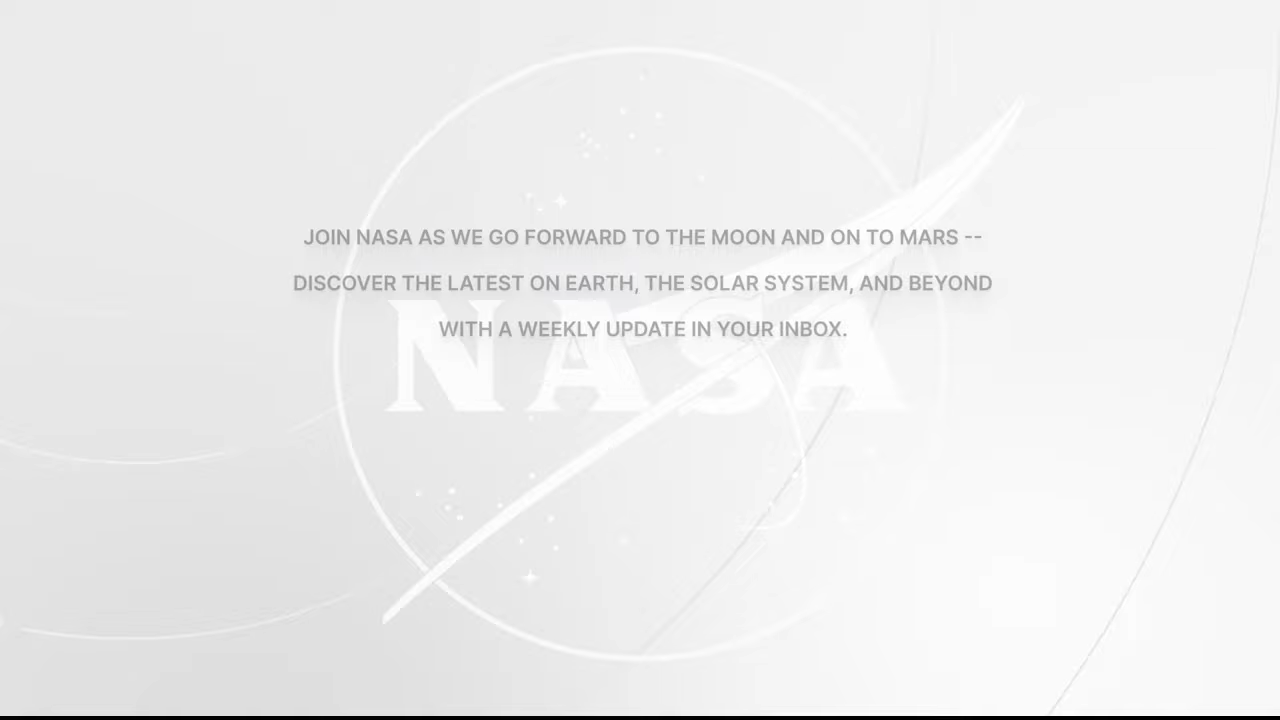 JOIN NASA AS WE GO FORWARD TO THE MOON AND ON TO MARS --
DISCOVER THE LATEST ON EARTH, THE SOLAR SYSTEM, AND BEYOND
WITH A WEEKLY UPDATE IN YOUR INBOX.
NASA